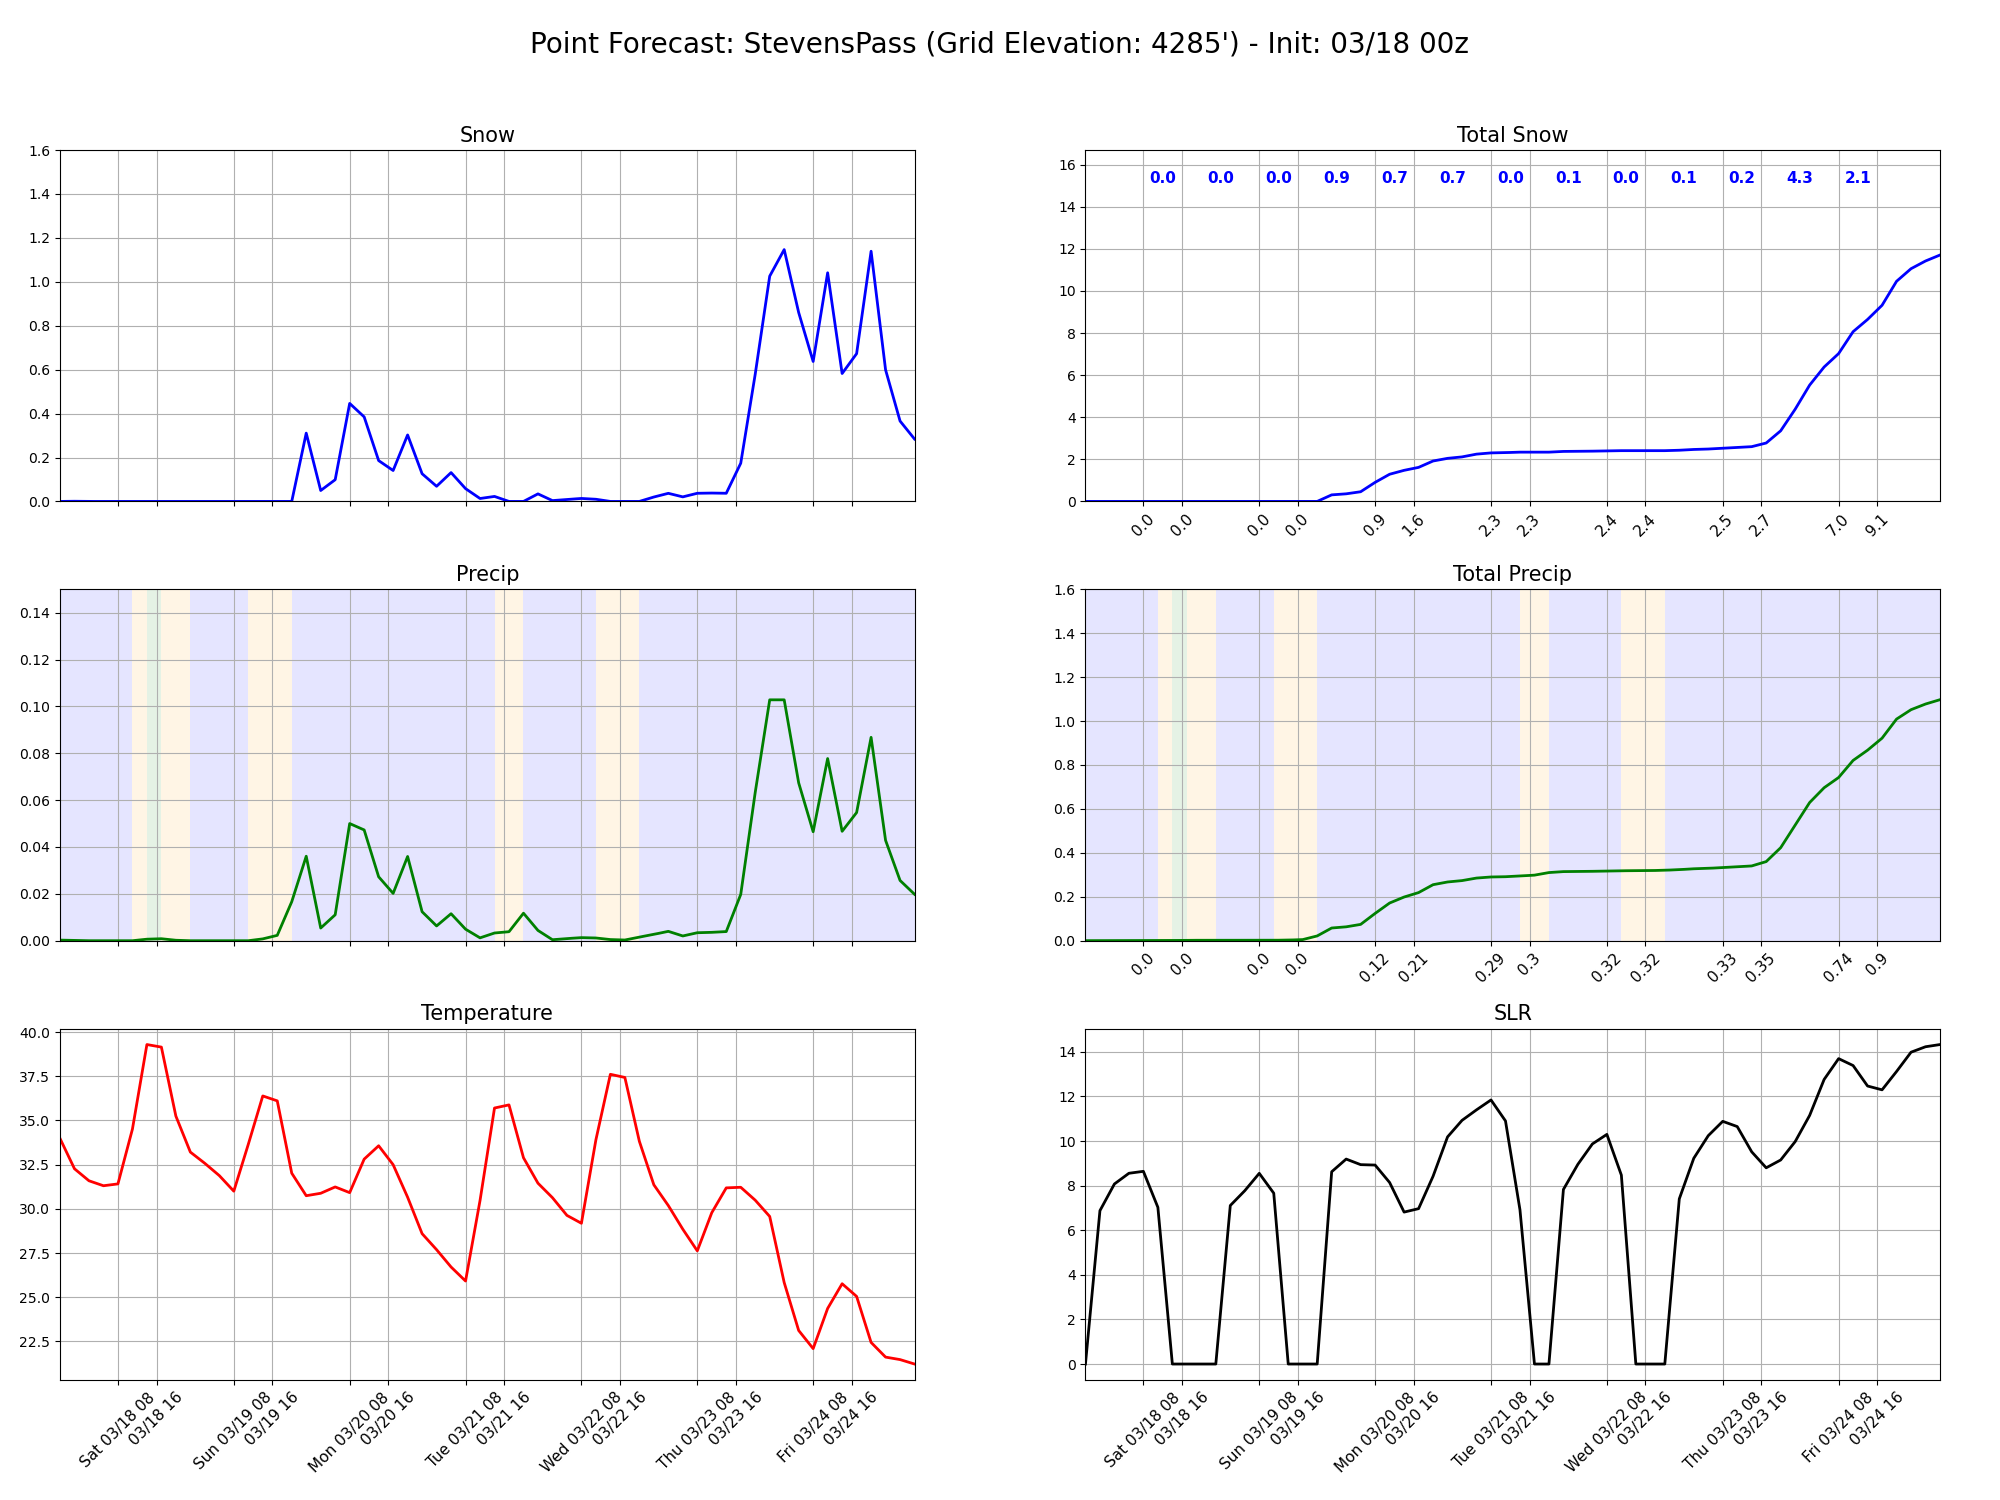 Point Forecast: StevensPass (Grid Elevation: 4285') - Init: 03/18 00z
Snow
1.6
1.4
1.2
1.0
0.8
0.6
0.4
0.2
0.0
Total Snow
16
14
12
10
8
6
4
2
0
0.0 0.0 0.0 0.9 0.7 0.7 0.0 0.1 0.0 0.1 0.2 4.3 2.1
0.0 0.0 0.0 0.0 0.9 1.6 2.3 2.3 2.4 2.4 2.5 2.7 7.0 9.1
Precip
0.14
0.12
0.10
0.08
0.06
0.04
0.02
0.00
Total Precip
1.6
1.4
1.2
1.0
0.8
0.6
0.4
0.2
0.0
0.0 0.0 0.0 0.0 0.12 0.21 0.29 0.3 0.32 0.32 0.33 0.35 0.74 0.9
Temperature
40.0
37.5
35.0
32.5
30.0
27.5
25.0
22.5
Sat 03/18 08
03/18 16
Sun 03/19 08
03/19 16
Mon 03/20 08
03/20 16
Tue 03/21 08
03/21 16
Wed 03/22 08
03/22 16
Thu 03/23 08
03/23 16
Fri 03/24 08
03/24 16
SLR
14
12
10
8
6
4
2
0
Sat 03/18 08
03/18 16
Sun 03/19 08
03/19 16
Mon 03/20 08
03/20 16
Tue 03/21 08
03/21 16
Wed 03/22 08
03/22 16
Thu 03/23 08
03/23 16
Fri 03/24 08
03/24 16